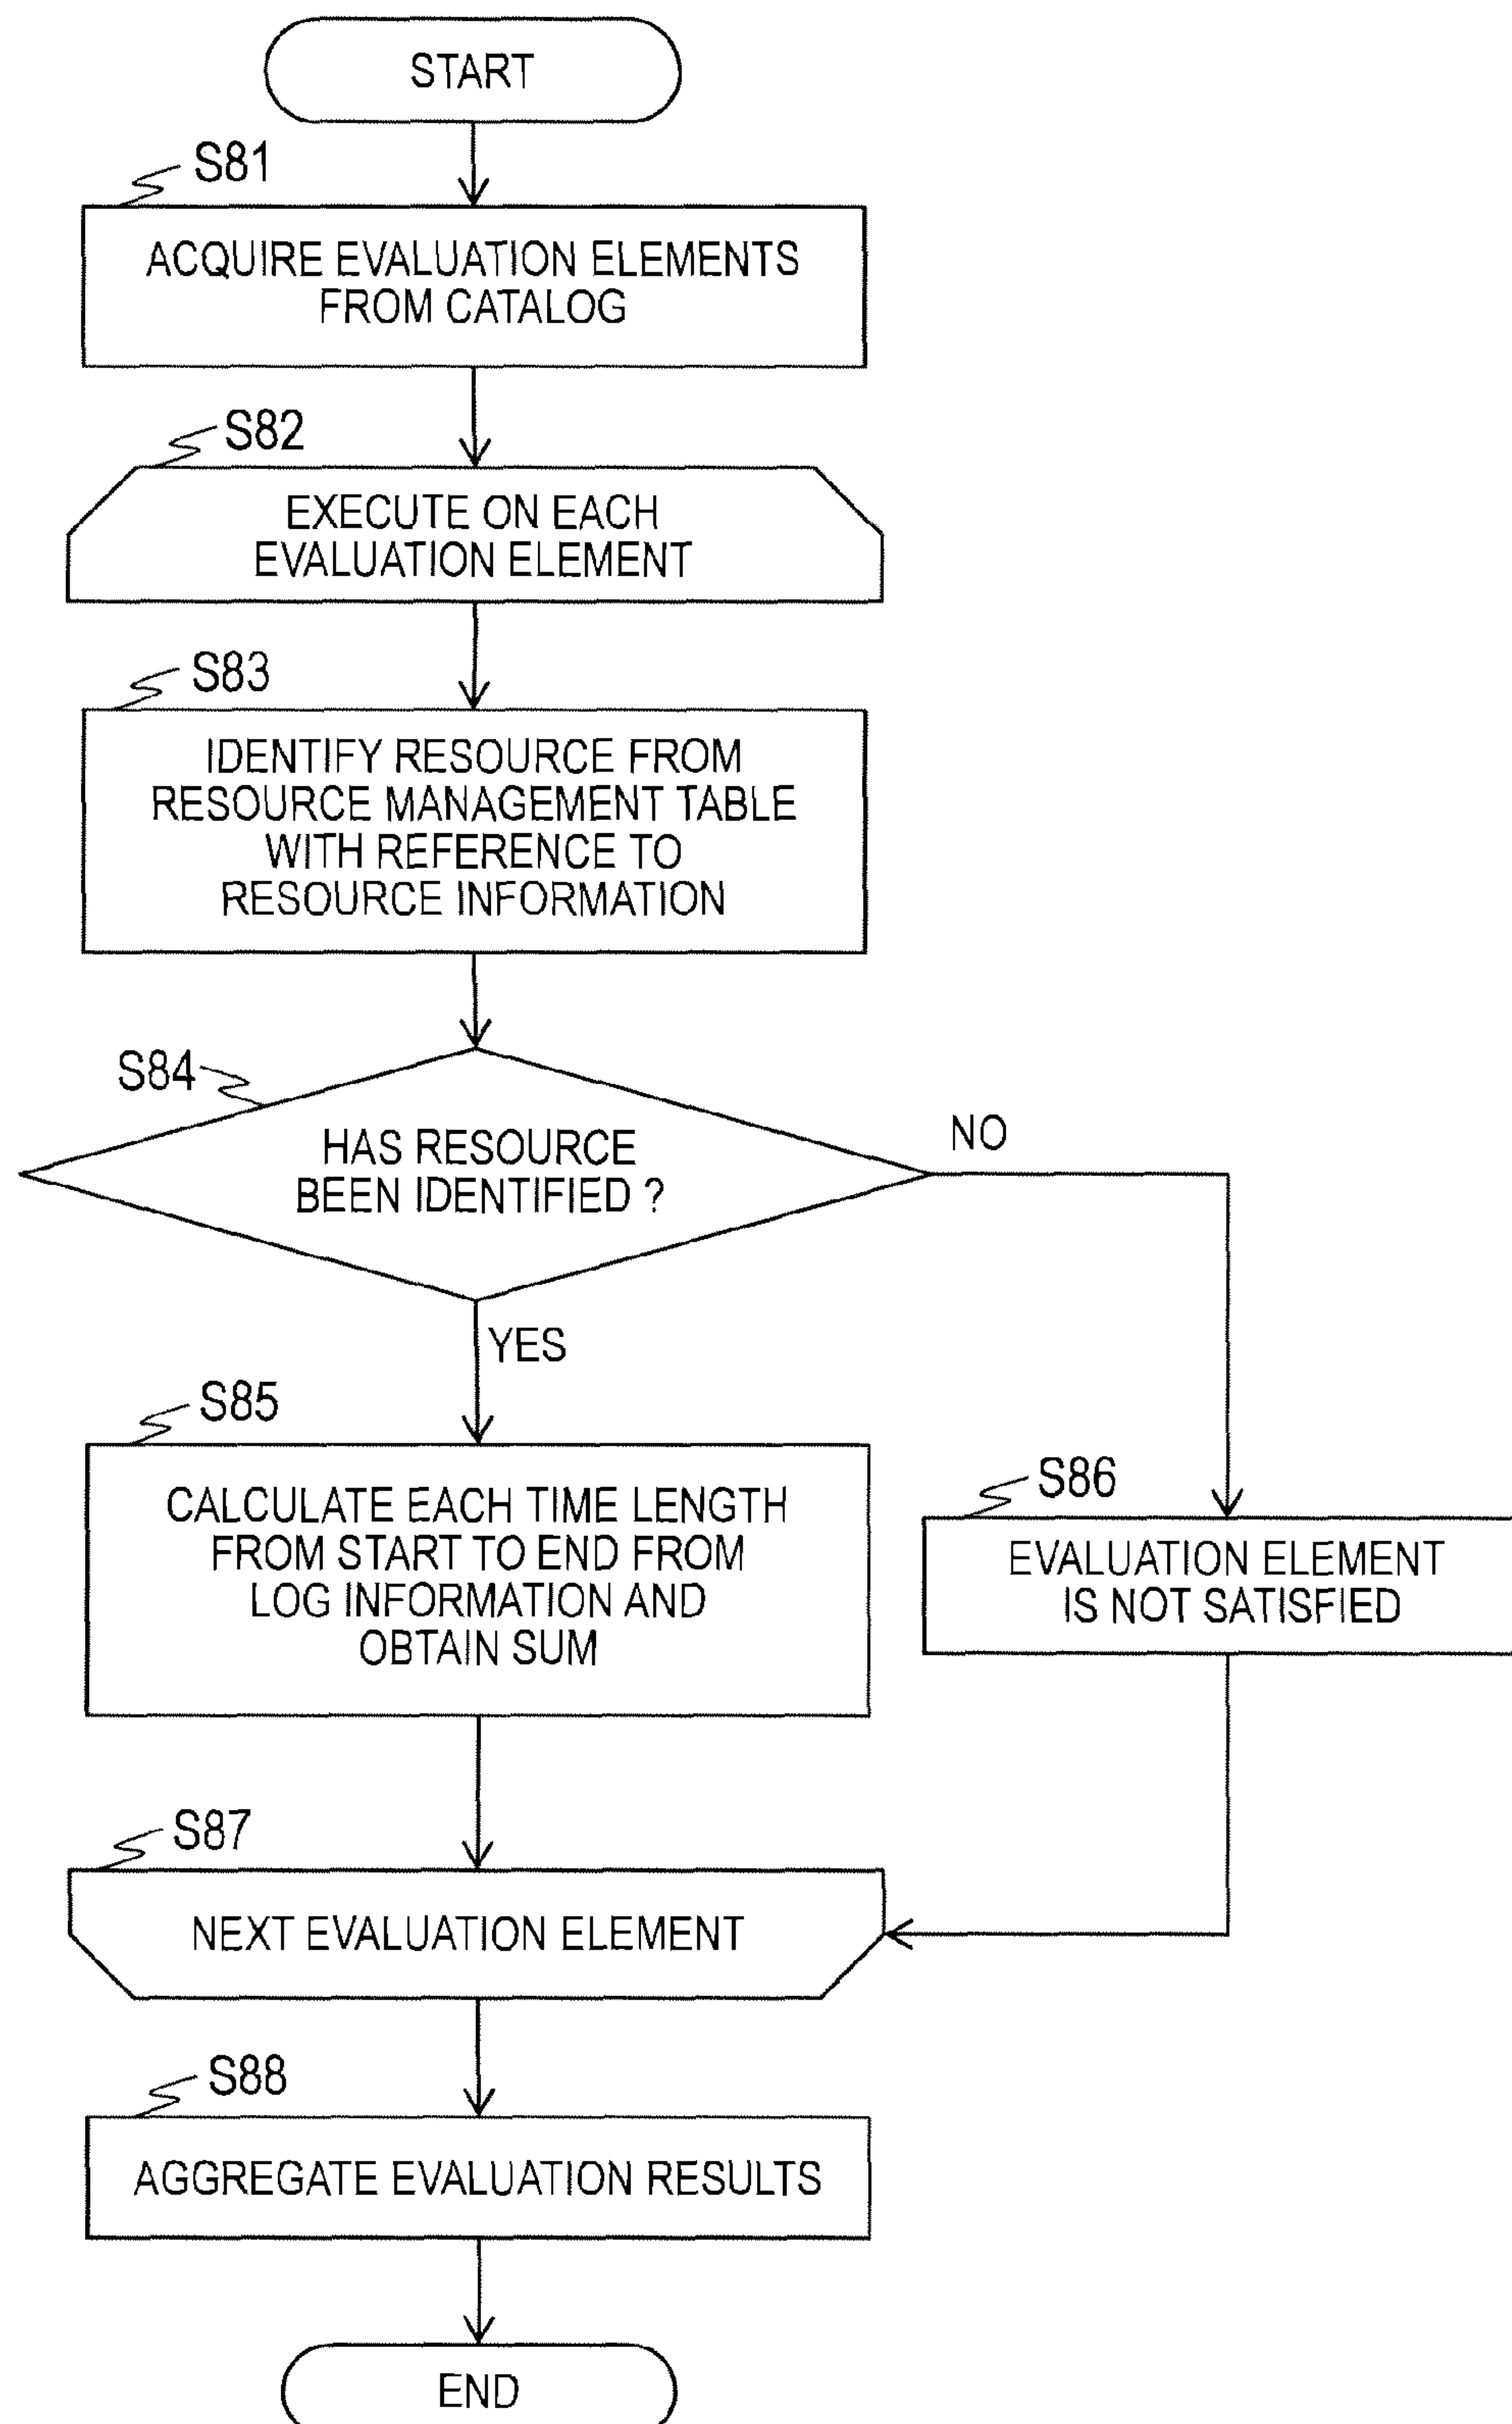 START
S81
ACQUIRE EVALUATION ELEMENTS
FROM CATALOG
S82
EXECUTE ON EACH
EVALUATION ELEMENT
S83
IDENTIFY RESOURCE FROM
RESOURCE MANAGEMENT TABLE
WITH REFERENCE TO
RESOURCE INFORMATION
S84
HAS RESOURCE
BEEN IDENTIFIED ?
NO
YES
S85
CALCULATE EACH TIME LENGTH
FROM START TO END FROM
LOG INFORMATION AND
OBTAIN SUM
S86
EVALUATION ELEMENT
IS NOT SATISFIED
S87
NEXT EVALUATION ELEMENT
S88
AGGREGATE EVALUATION RESULTS
END